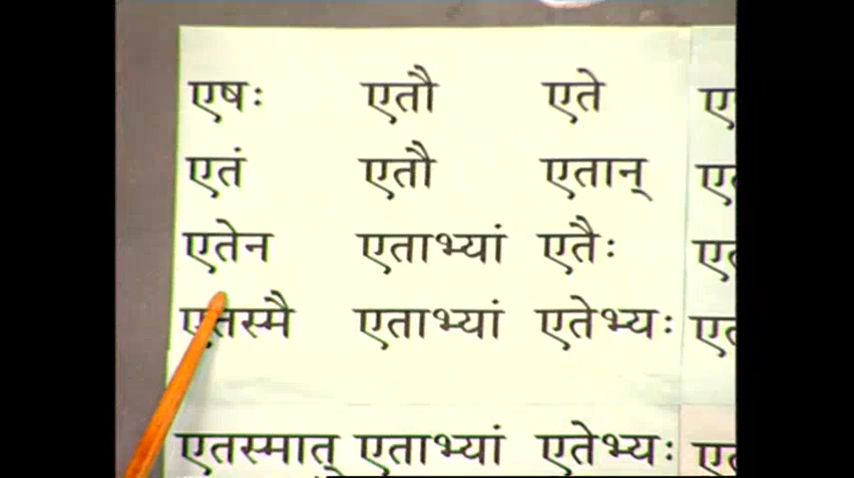 एषः एतौ एते
एतं एतौ एतान्
एतेन एताभ्यां एतैः
एतस्मै एताभ्यां एतेभ्यः
एतस्मात् एताभ्यां एतेभ्यः